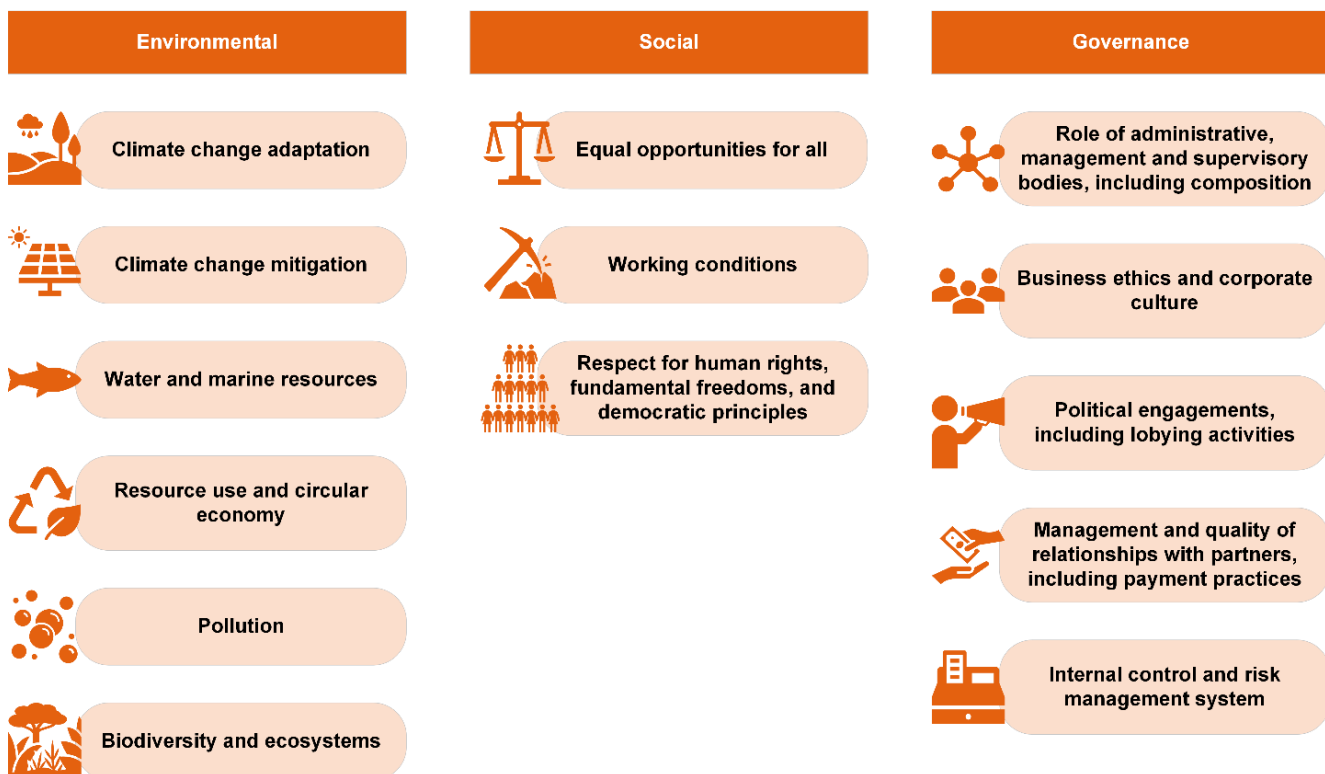 Environmental
Climate change adaptation
Climate change mitigation
Water and marine resources
Resource use and circular
economy
Pollution
Biodiversity and ecosystems
Social
Equal opportunities for all
Working conditions
Respect for human rights,
fundamental freedoms, and
democratic principles
Governance
Role of administrative,
management and supervisory
bodies, including composition
Business ethics and corporate
culture
Political engagements,
including lobying activities
Management and quality of
relationships with partners,
including payment practices
Internal control and risk
management system